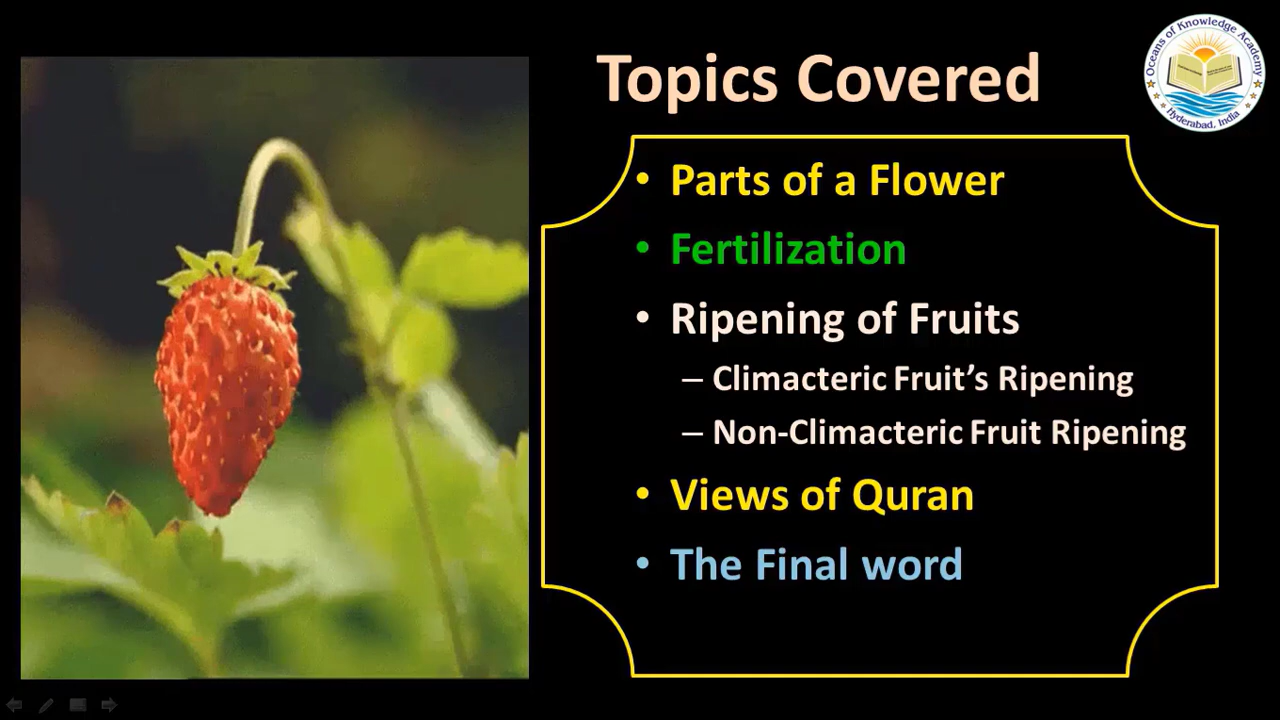 Topics Covered
Oceans of Knowledge Academy
Hyderabad, India
• Parts of a Flower
• Fertilization
• Ripening of Fruits
– Climacteric Fruit’s Ripening
– Non-Climacteric Fruit Ripening
• Views of Quran
• The Final word